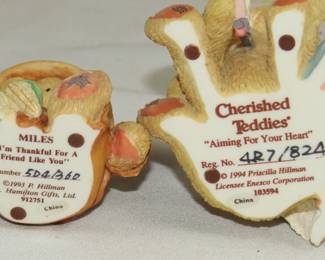 MILES
"I'm Thankful For A
Friend Like You"
Number 5D4/360
©1993 P. Hillman
Hamilton Gifts, Ltd.
912751
China
Cherished
Teddies®
"Aiming For Your Heart"
Reg. No. 4R7/824
© 1994 Priscilla Hillman
Licensee Enesco Corporation
103594
China